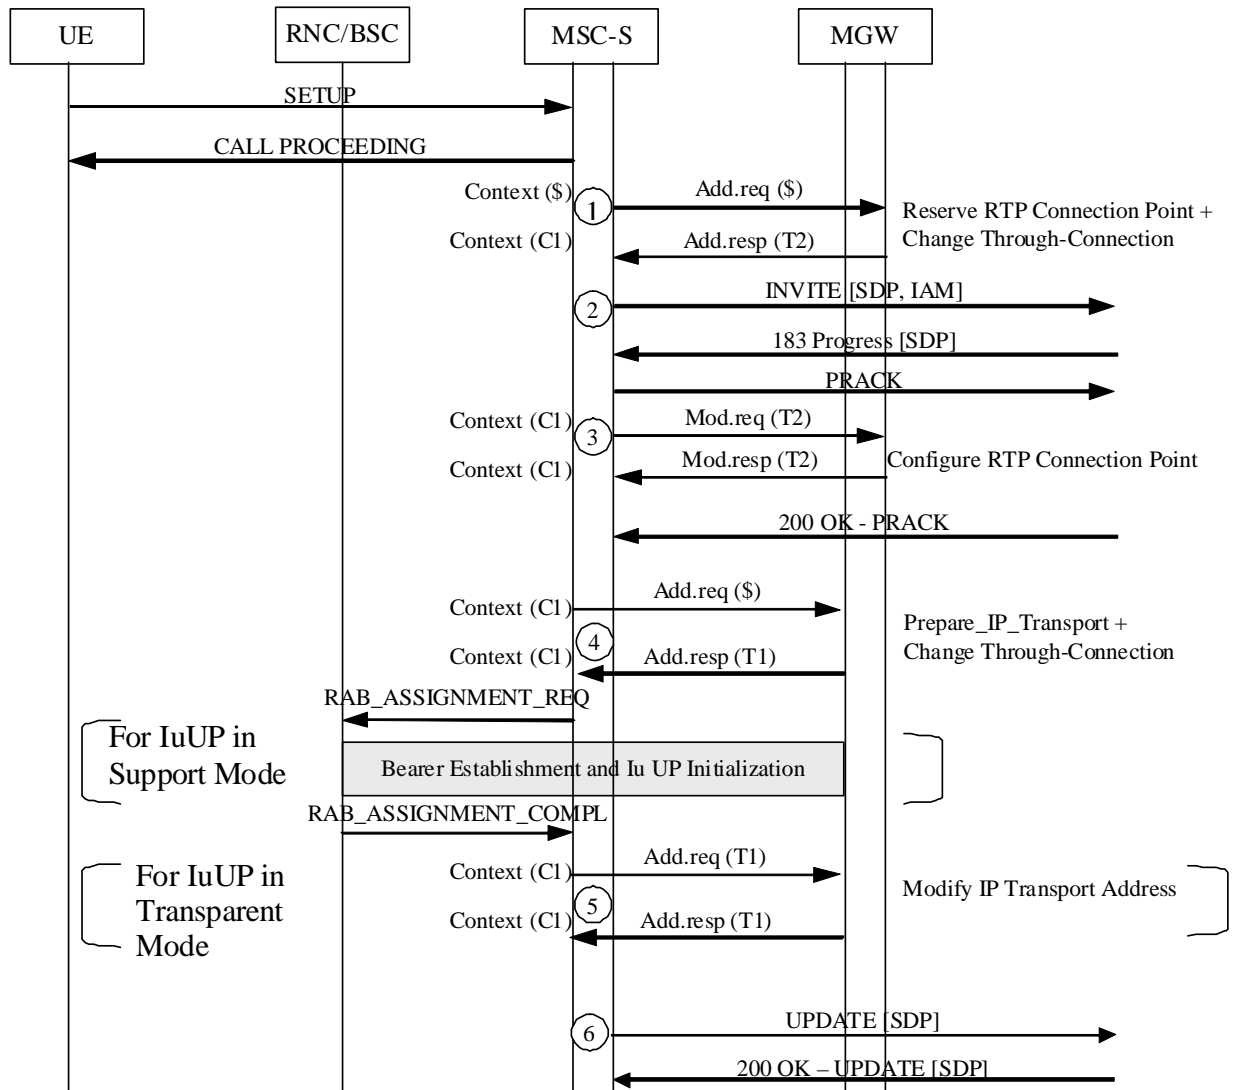 UE
RNC/BSC
MSC-S
MGW
SETUP
CALL PROCEEDING
Context ($)
1
Add.req ($)
Reserve RTP Connection Point +
Change Through-Connection
Context (C1)
Add.resp (T2)
2
INVITE [SDP, IAM]
183 Progress [SDP]
PRACK
Context (C1)
3
Mod.req (T2)
Context (C1)
Mod.resp (T2)
Configure RTP Connection Point
200 OK - PRACK
Context (C1)
Add.req ($)
4
Prepare_IP_Transport +
Change Through-Connection
Context (C1)
Add.resp (T1)
RAB_ASSIGNMENT_REQ
For IuUP in
Support Mode
Bearer Establishment and Iu UP Initialization
RAB_ASSIGNMENT_COMPL
For IuUP in
Transparent
Mode
Context (C1)
Add.req (T1)
5
Modify IP Transport Address
Context (C1)
Add.resp (T1)
6
UPDATE [SDP]
200 OK – UPDATE [SDP]